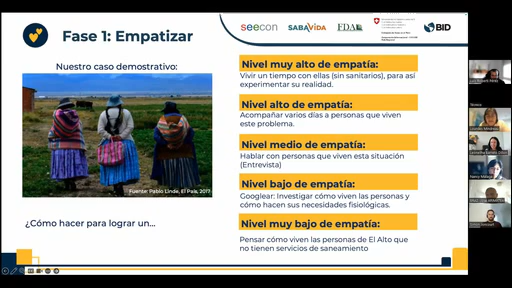 Fase 1: Empatizar
seecon
SABAVIDA
FDAL
BID
Nuestro caso demostrativo:
Fuente: Pablo Linde, El País, 2017
¿Cómo hacer para lograr un...
Nivel muy alto de empatía:
Vivir un tiempo con ellas (sin sanitarios), para así
experimentar su realidad.
Nivel alto de empatía:
Acompañar varios días a personas que viven
este problema.
Nivel medio de empatía:
Hablar con personas que viven esta situación
(Entrevista)
Nivel bajo de empatía:
Googlear: Investigar cómo viven las personas y
cómo hacen sus necesidades fisiológicas.
Nivel muy bajo de empatía:
Pensar cómo viven las personas de El Alto que
no tienen servicios de saneamiento